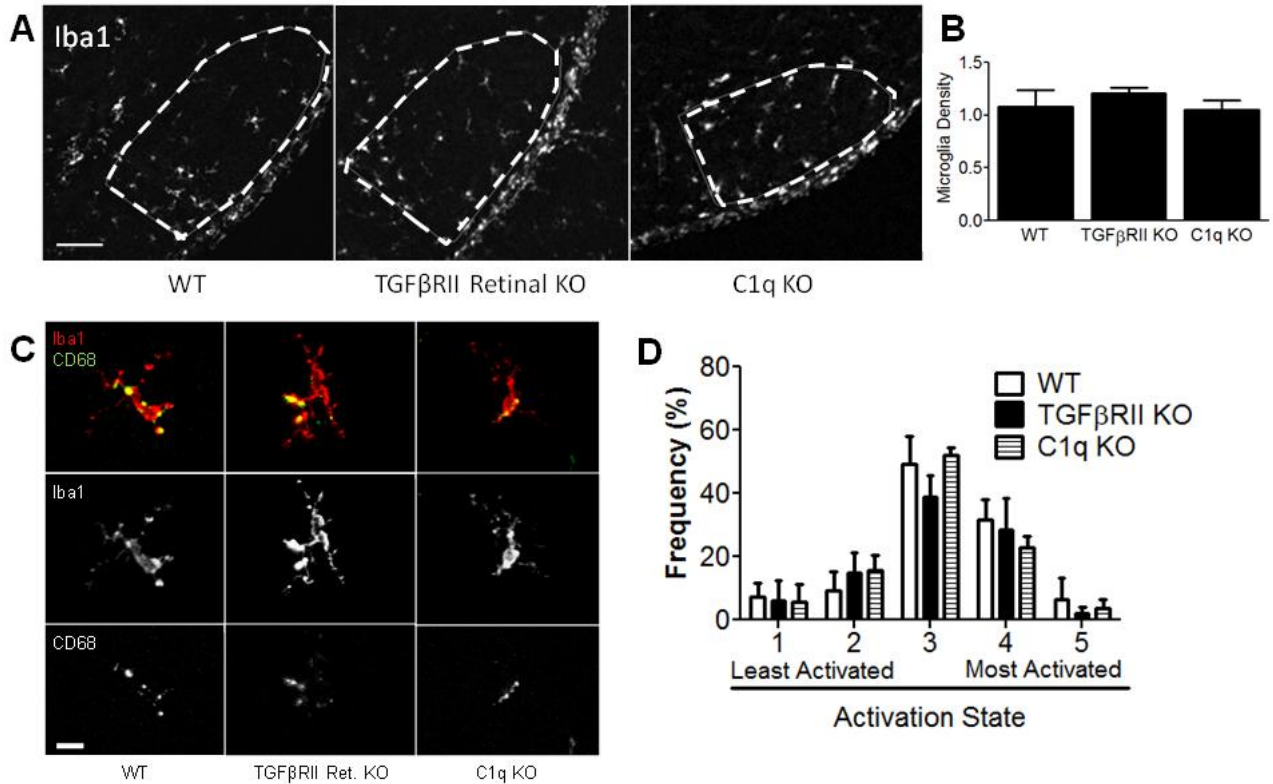 A
Iba1
WT
TGFβRII Retinal KO
C1q KO
B
Microglia Density
1.5
1.0
0.5
0.0
WT
TGFβRII KO
C1q KO
C
Iba1
CD68
Iba1
CD68
WT
TGFβRII Ret. KO
C1q KO
D
Frequency (%)
80
60
40
20
0
WT
TGFβRII KO
C1q KO
1 2 3 4 5
Least Activated Most Activated
Activation State